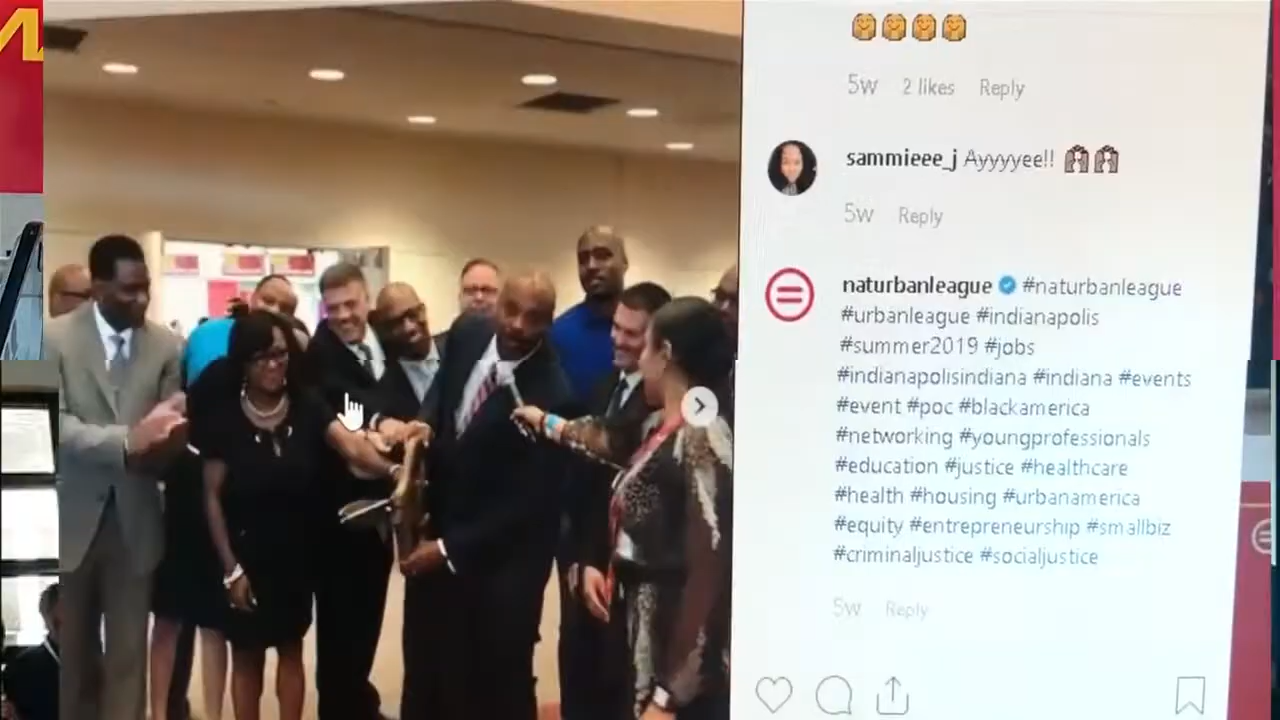 5w 2 likes Reply
sammieee_j Ayyyyee!!
5w Reply
naturbanleague #naturbanleague
#urbanleague #indianapolis
#summer2019 #jobs
#indianapolisindiana #indiana #events
#event #poc #blackamerica
#networking #youngprofessionals
#education #justice #healthcare
#health #housing #urbanamerica
#equity #entrepreneurship #smallbiz
#criminaljustice #socialjustice
5w Reply